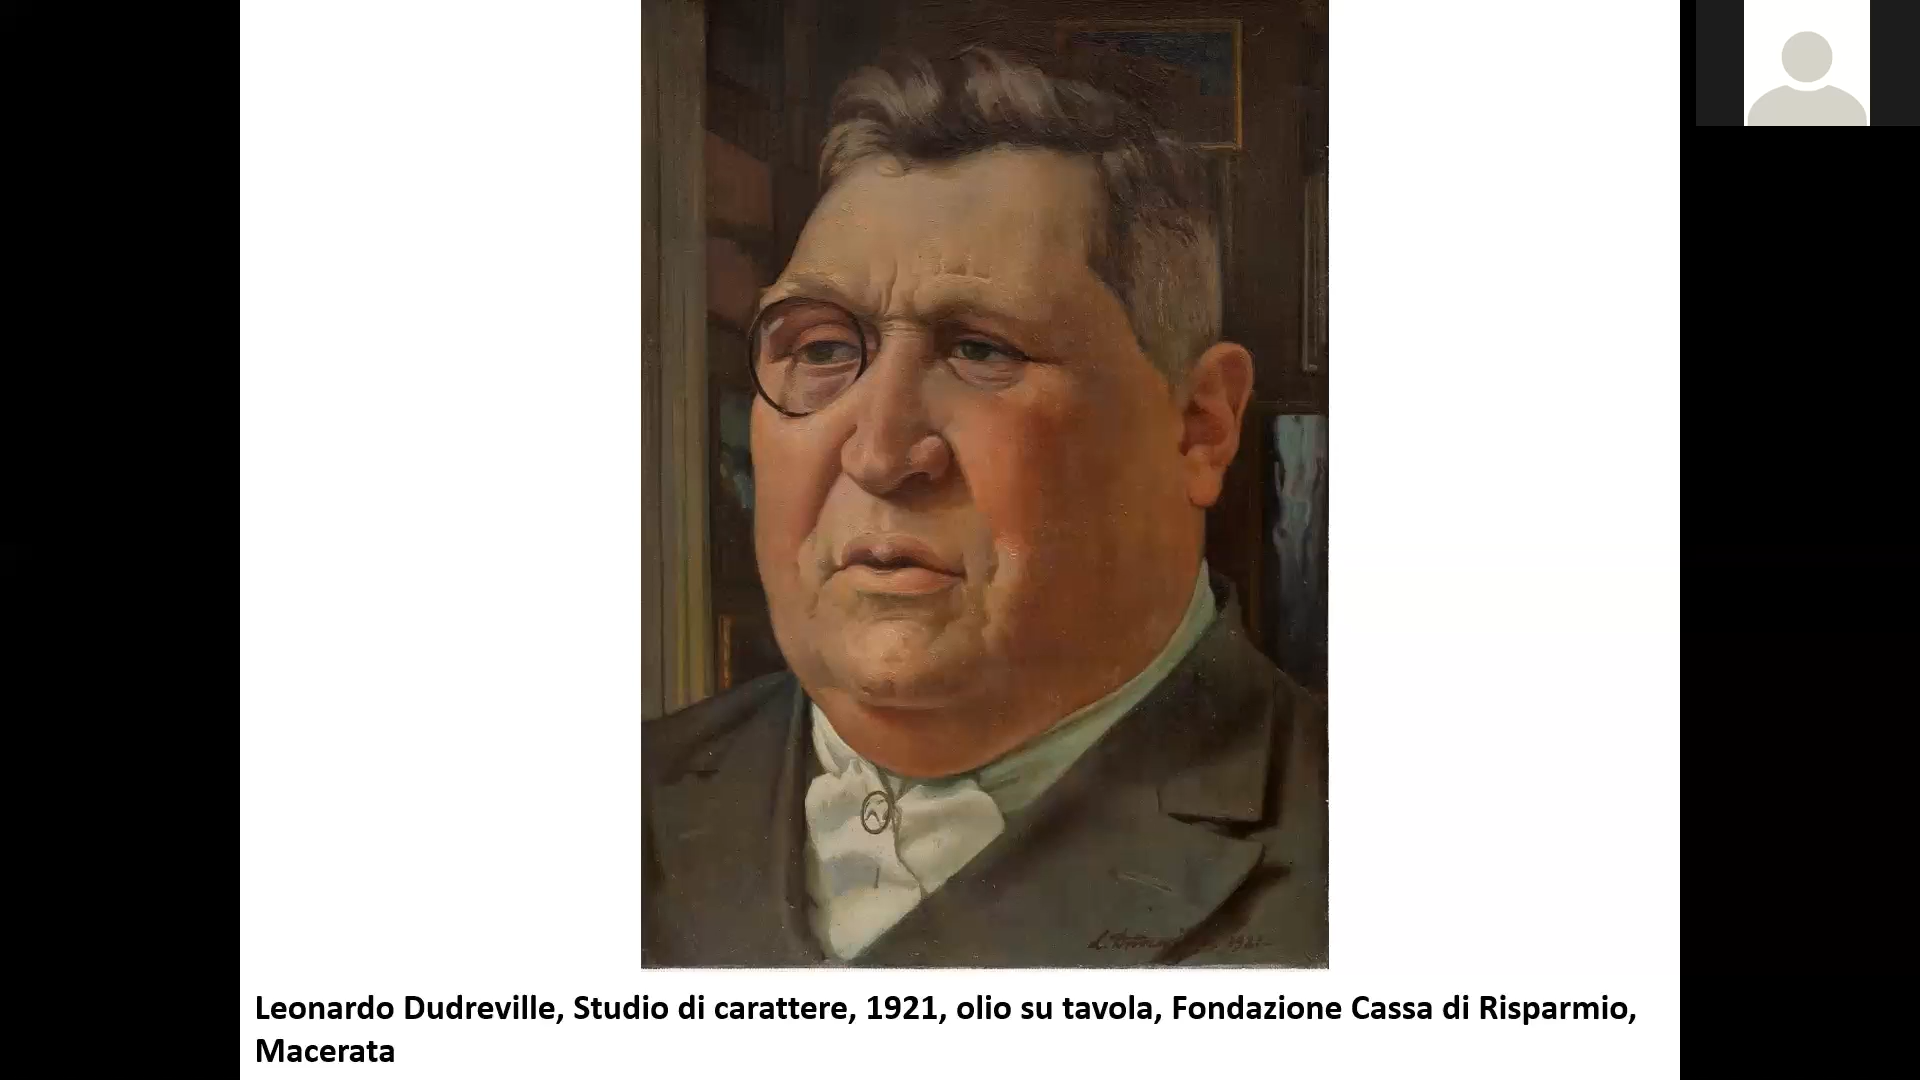 Leonardo Dudreville, Studio di carattere, 1921, olio su tavola, Fondazione Cassa di Risparmio,
Macerata